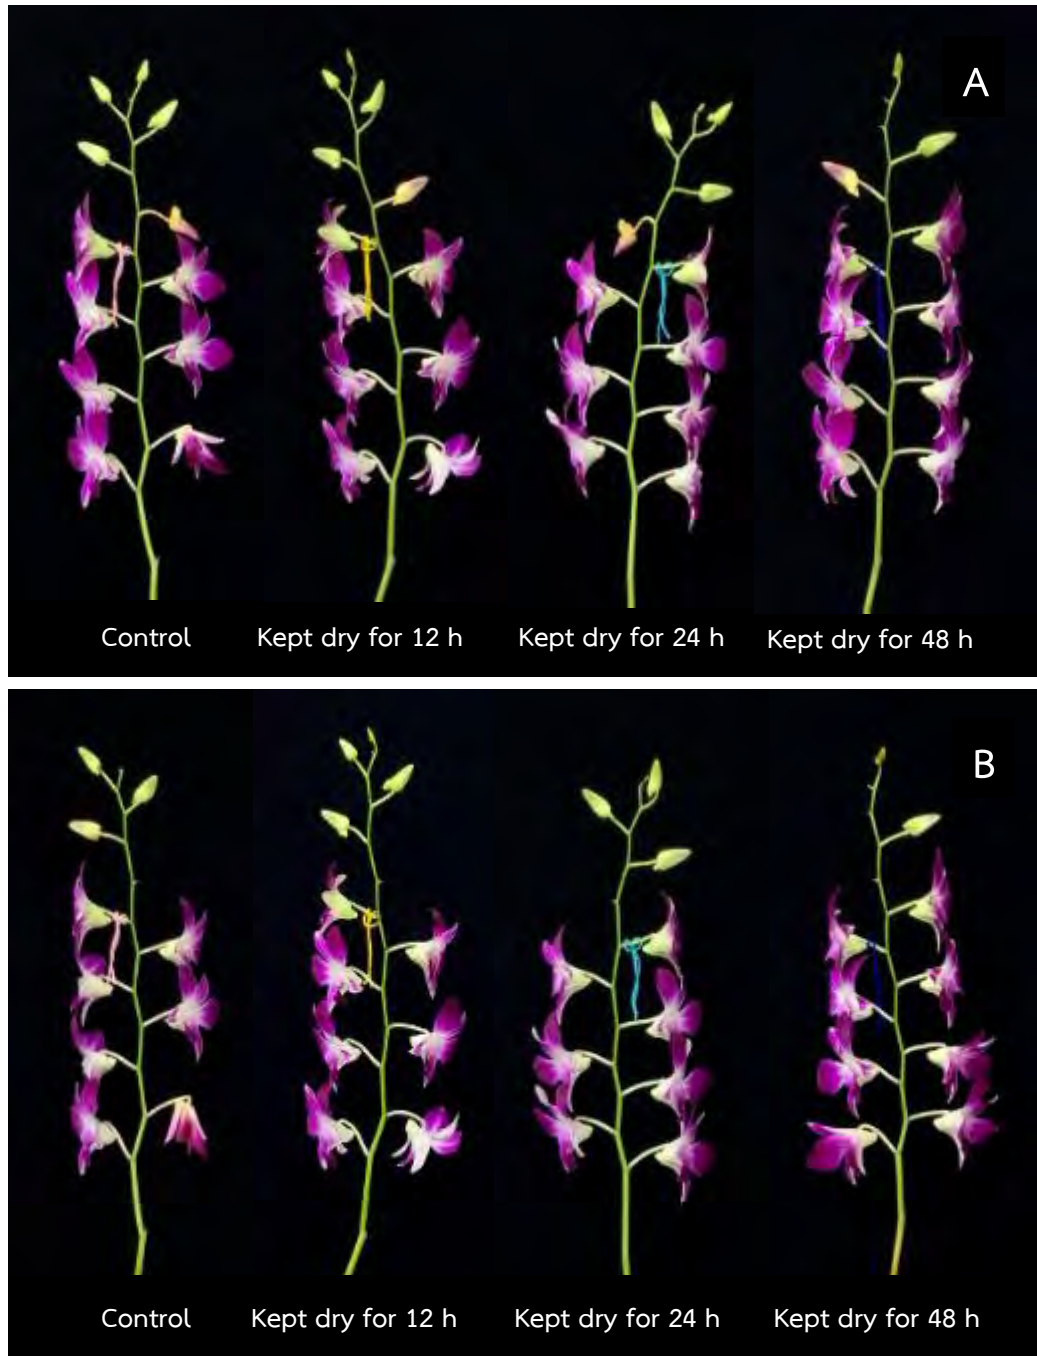 A
Control
Kept dry for 12 h
Kept dry for 24 h
Kept dry for 48 h
B
Control
Kept dry for 12 h
Kept dry for 24 h
Kept dry for 48 h